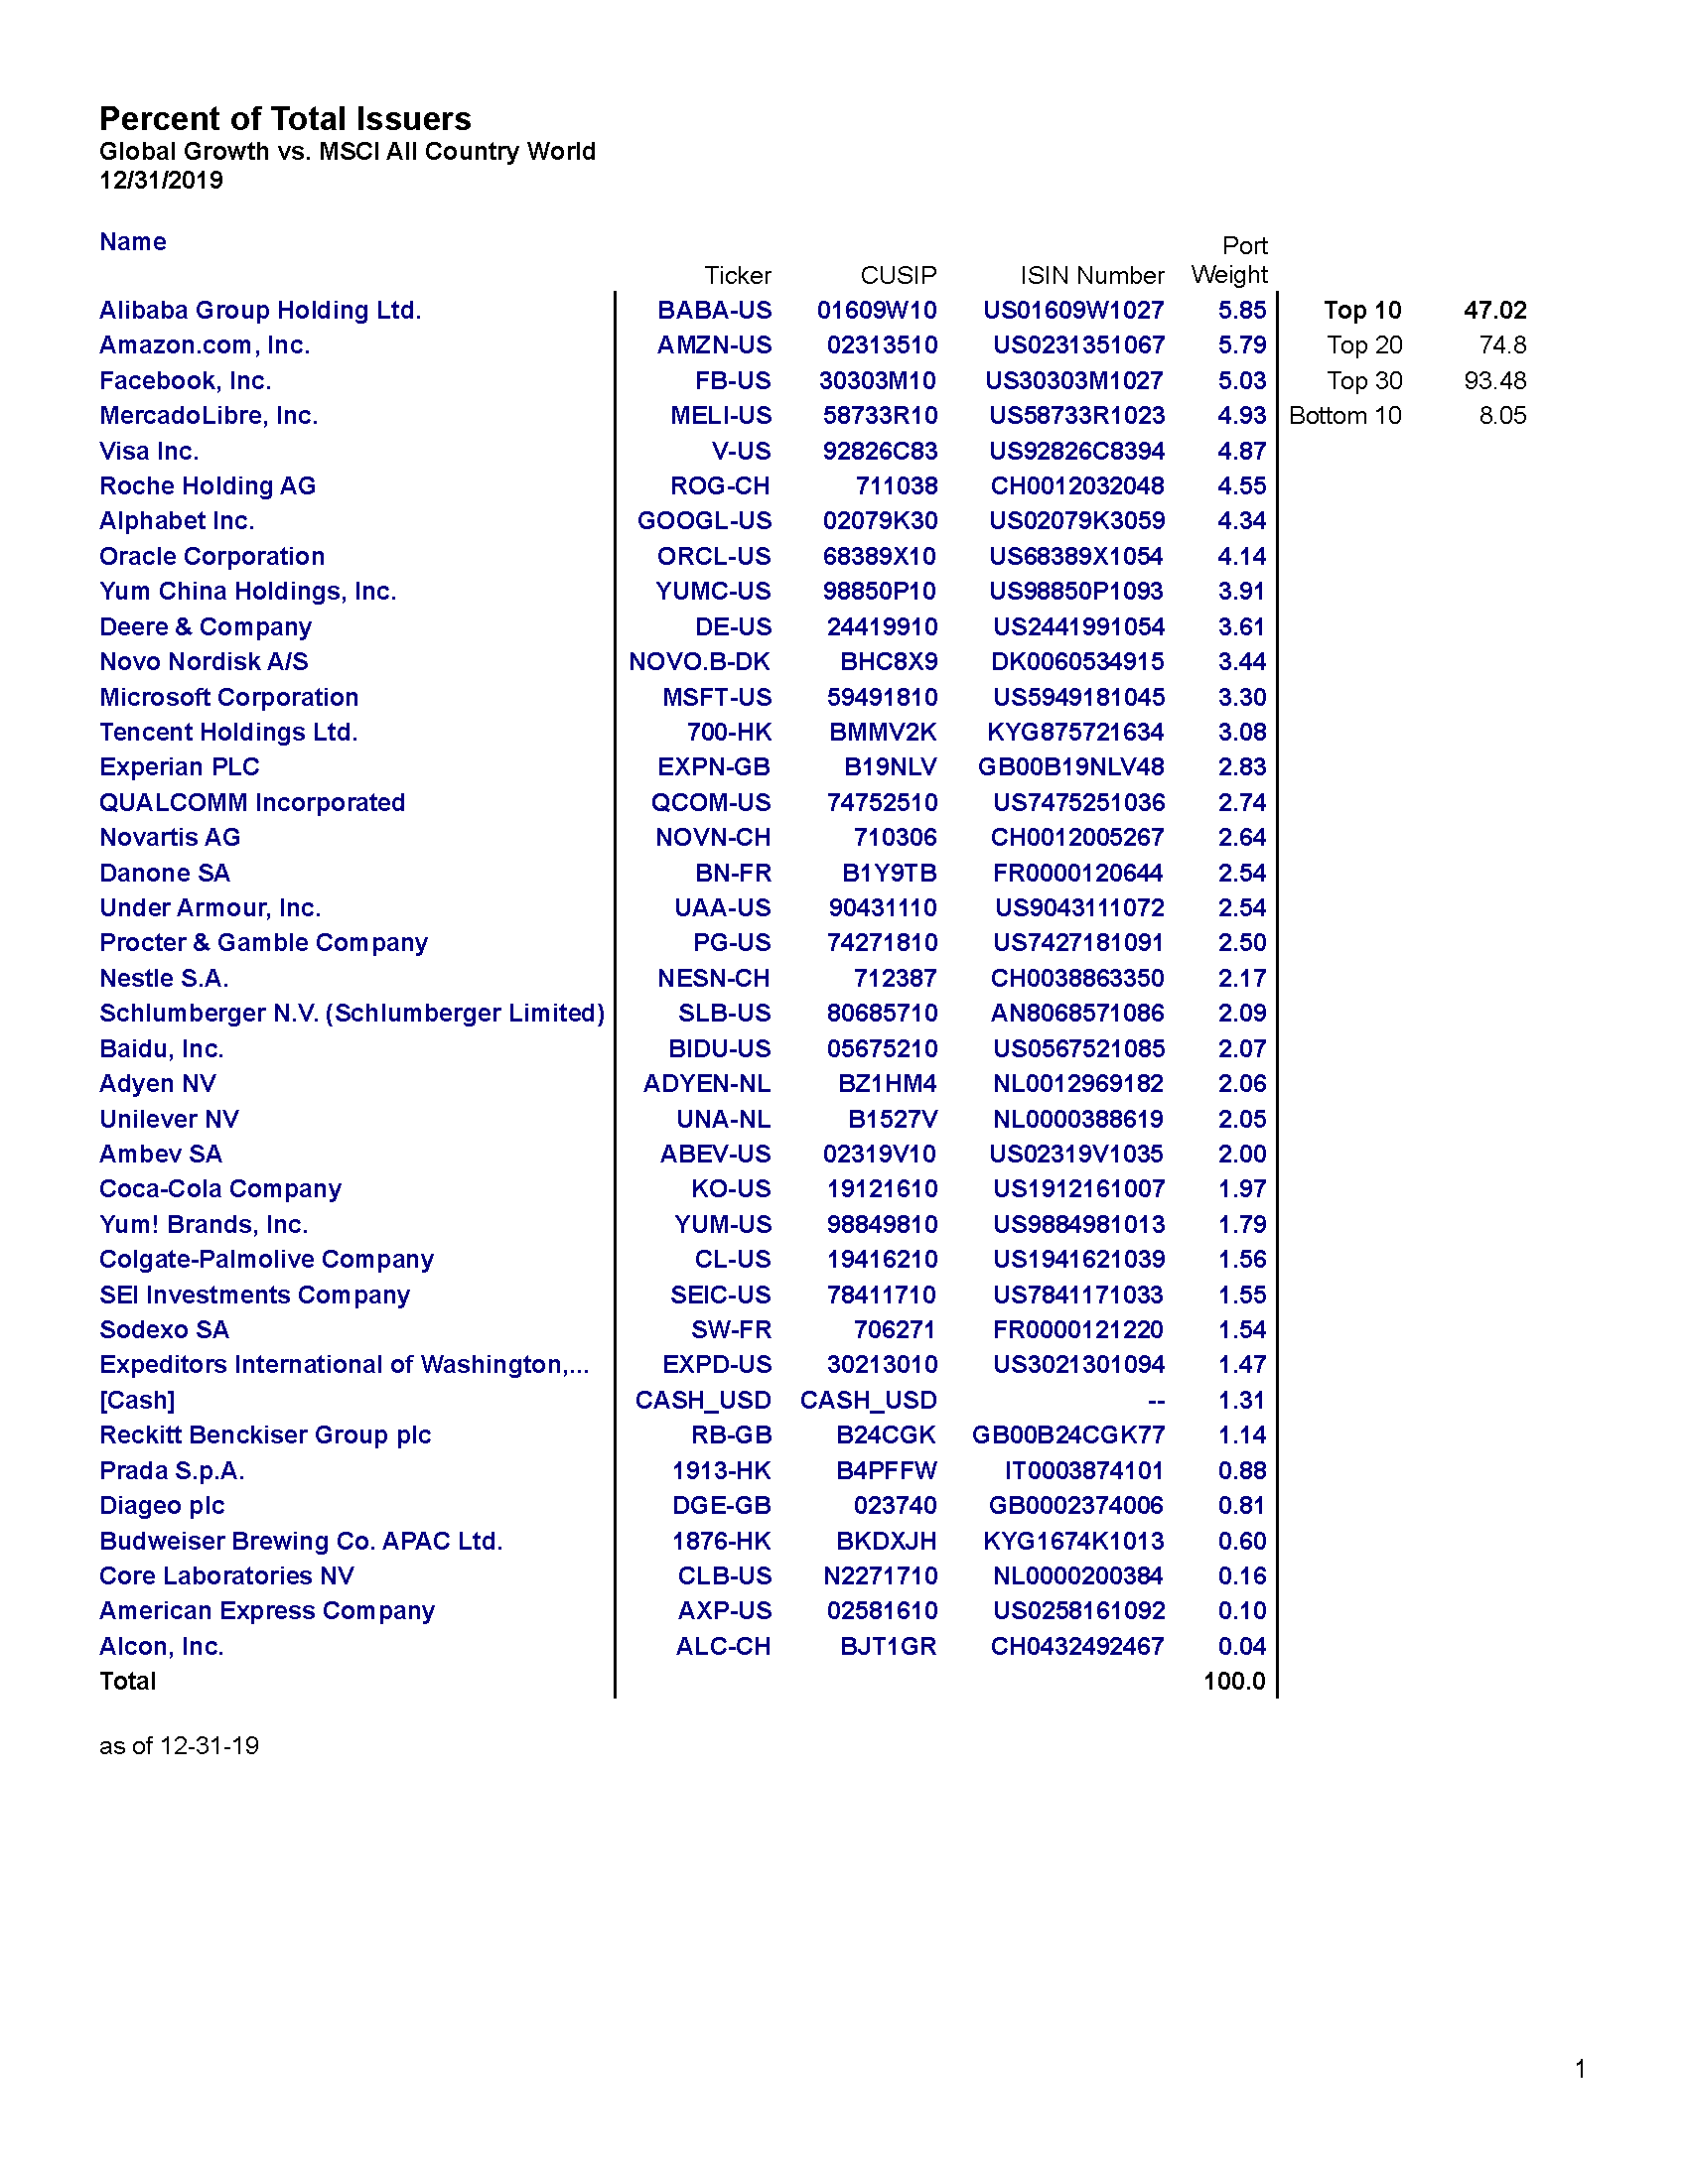 Percent of Total Issuers
Global Growth vs. MSCI All Country World
12/31/2019
Name Ticker CUSIP ISIN Number Port Weight
Alibaba Group Holding Ltd. BABA-US 01609W10 US01609W1027 5.85 Top 10 47.02
Amazon.com, Inc. AMZN-US 02313510 US0231351067 5.79 Top 20 74.8
Facebook, Inc. FB-US 30303M10 US30303M1027 5.03 Top 30 93.48
MercadoLibre, Inc. MELI-US 58733R10 US58733R1023 4.93 Bottom 10 8.05
Visa Inc. V-US 92826C83 US92826C8394 4.87
Roche Holding AG ROG-CH 711038 CH0012032048 4.55
Alphabet Inc. GOOGL-US 02079K30 US02079K3059 4.34
Oracle Corporation ORCL-US 68389X10 US68389X1054 4.14
Yum China Holdings, Inc. YUMC-US 98850P10 US98850P1093 3.91
Deere & Company DE-US 24419910 US2441991054 3.61
Novo Nordisk A/S NOVO.B-DK BHC8X9 DK0060534915 3.44
Microsoft Corporation MSFT-US 59491810 US5949181045 3.30
Tencent Holdings Ltd. 700-HK BMMV2K KYG875721634 3.08
Experian PLC EXPN-GB B19NLV GB00B19NLV48 2.83
QUALCOMM Incorporated QCOM-US 74752510 US7475251036 2.74
Novartis AG NOVN-CH 710306 CH0012005267 2.64
Danone SA BN-FR B1Y9TB FR0000120644 2.54
Under Armour, Inc. UAA-US 90431110 US9043111072 2.54
Procter & Gamble Company PG-US 74271810 US7427181091 2.50
Nestle S.A. NESN-CH 712387 CH0038863350 2.17
Schlumberger N.V. (Schlumberger Limited) SLB-US 80685710 AN8068571086 2.09
Baidu, Inc. BIDU-US 05675210 US0567521085 2.07
Adyen NV ADYEN-NL BZ1HM4 NL0012969182 2.06
Unilever NV UNA-NL B1527V NL0000388619 2.05
Ambev SA ABEV-US 02319V10 US02319V1035 2.00
Coca-Cola Company KO-US 19121610 US1912161007 1.97
Yum! Brands, Inc. YUM-US 98849810 US9884981013 1.79
Colgate-Palmolive Company CL-US 19416210 US1941621039 1.56
SEI Investments Company SEIC-US 78411710 US7841171033 1.55
Sodexo SA SW-FR 706271 FR0000121220 1.54
Expeditors International of Washington,... EXPD-US 30213010 US3021301094 1.47
[Cash] CASH_USD CASH_USD -- 1.31
Reckitt Benckiser Group plc RB-GB B24CGK GB00B24CGK77 1.14
Prada S.p.A. 1913-HK B4PFFW IT0003874101 0.88
Diageo plc DGE-GB 023740 GB0002374006 0.81
Budweiser Brewing Co. APAC Ltd. 1876-HK BKDXJH KYG1674K1013 0.60
Core Laboratories NV CLB-US N2271710 NL0000200384 0.16
American Express Company AXP-US 02581610 US0258161092 0.10
Alcon, Inc. ALC-CH BJT1GR CH0432492467 0.04
Total 100.0
as of 12-31-19
1